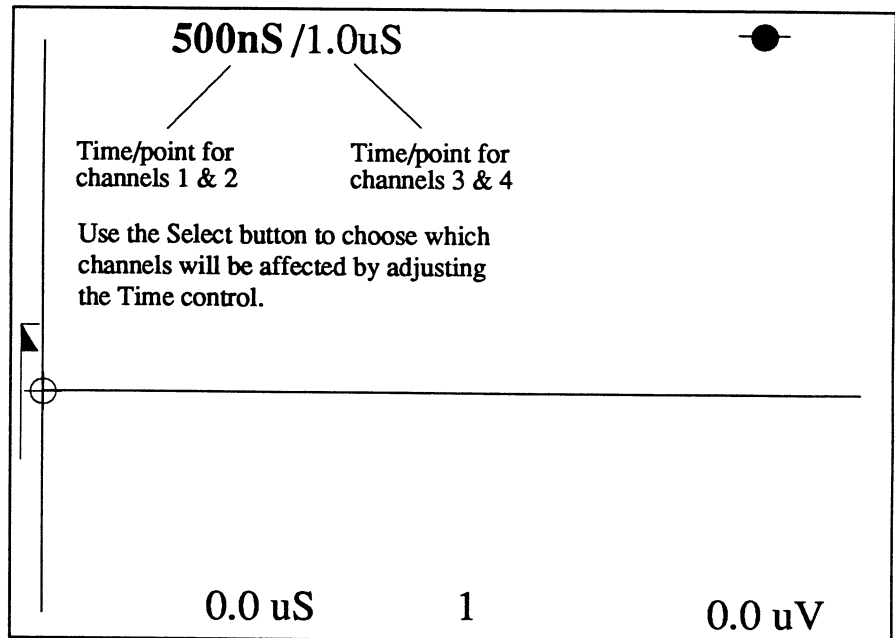 500nS /1.0uS
Time/point for
channels 1 & 2
Time/point for
channels 3 & 4
Use the Select button to choose which
channels will be affected by adjusting
the Time control.
0.0 uS 1 0.0 uV